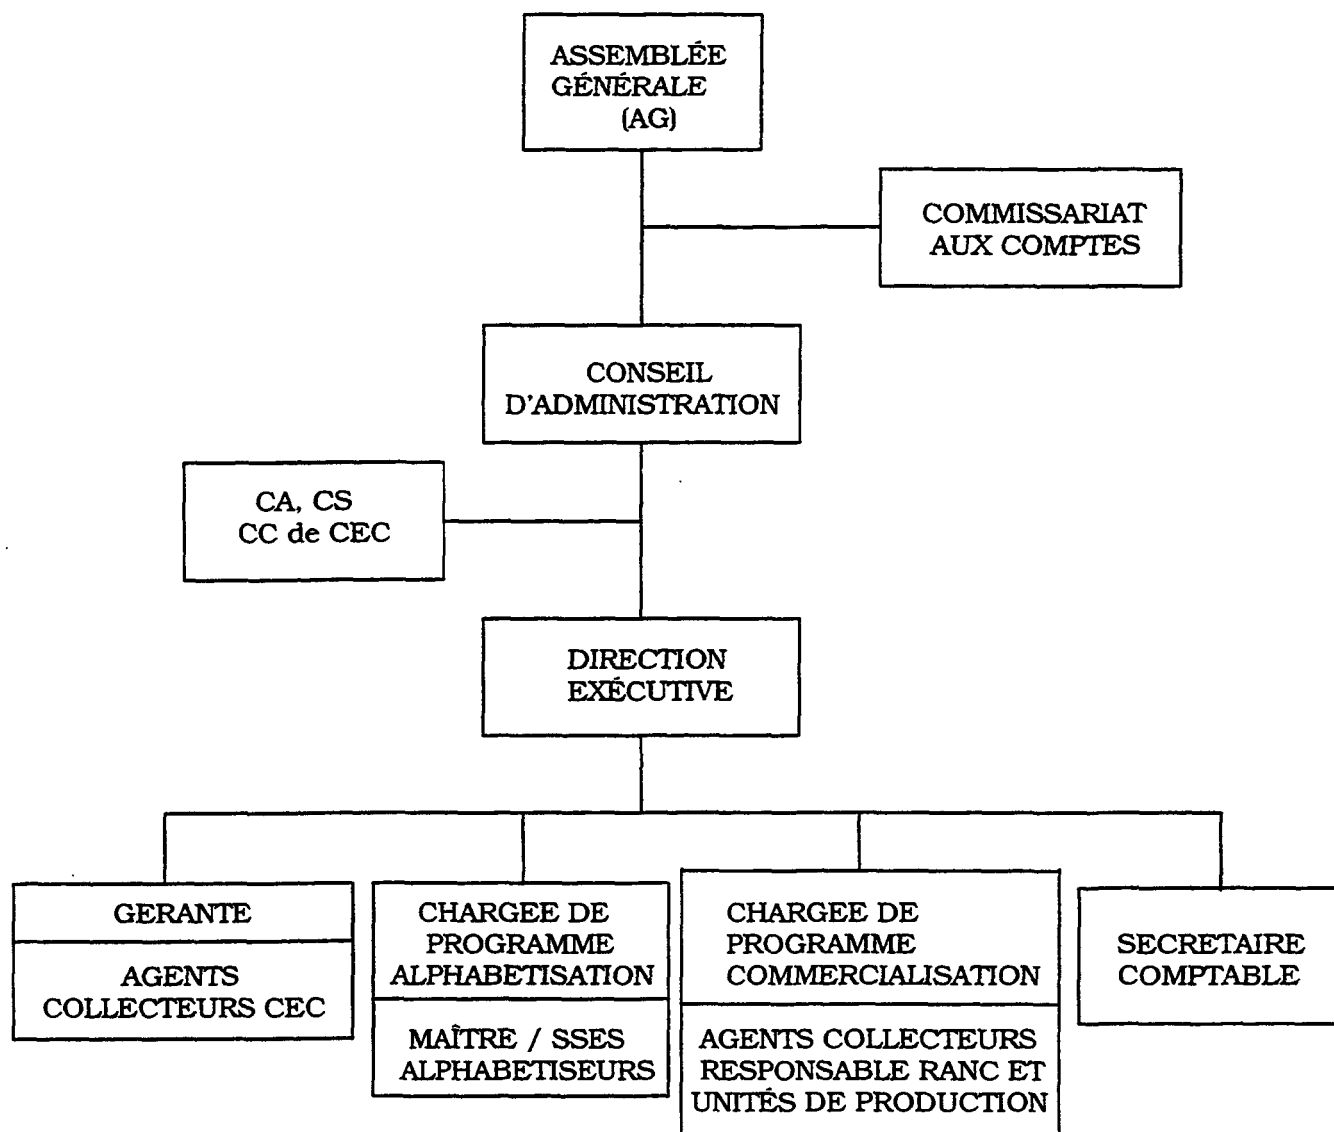 ASSEMBLÉE
GÉNÉRALE
(AG)
COMMISSARIAT
AUX COMPTES
CONSEIL
D'ADMINISTRATION
CA, CS
CC de CEC
DIRECTION
EXÉCUTIVE
GERANTE
AGENTS
COLLECTEURS CEC
CHARGEE DE
PROGRAMME
ALPHABETISATION
MAÎTRE / SSES
ALPHABETISEURS
CHARGEE DE
PROGRAMME
COMMERCIALISATION
AGENTS COLLECTEURS
RESPONSABLE RANC ET
UNITÉS DE PRODUCTION
SECRETAIRE
COMPTABLE